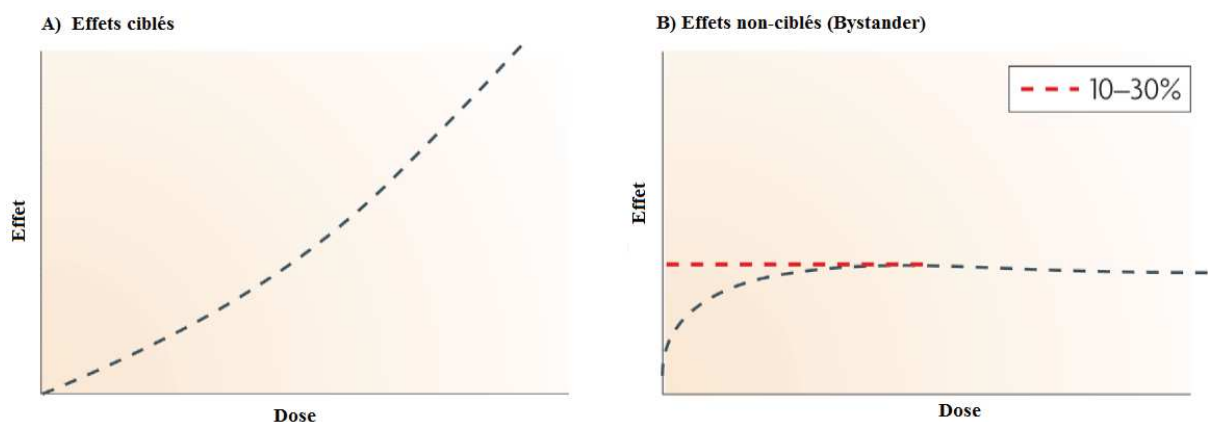 A) Effets ciblés
Effet
Dose
B) Effets non-ciblés (Bystander)
10–30%
Effet
Dose